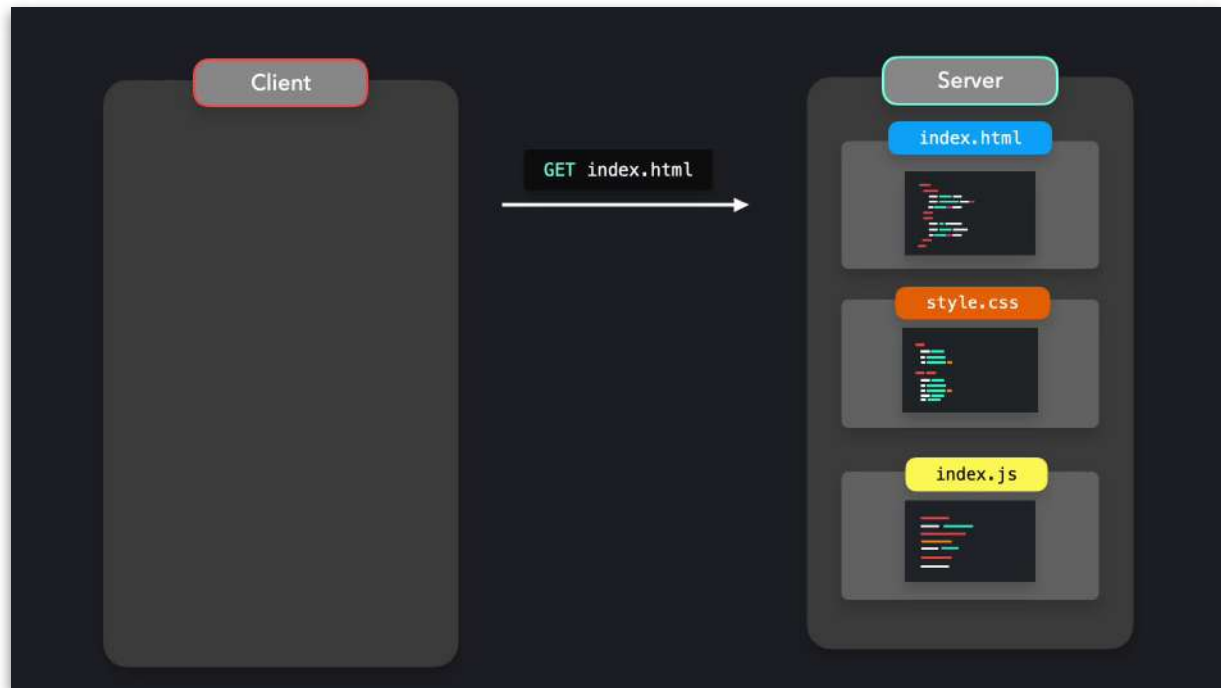 Client
GET index.html
Server
index.html
style.css
index.js